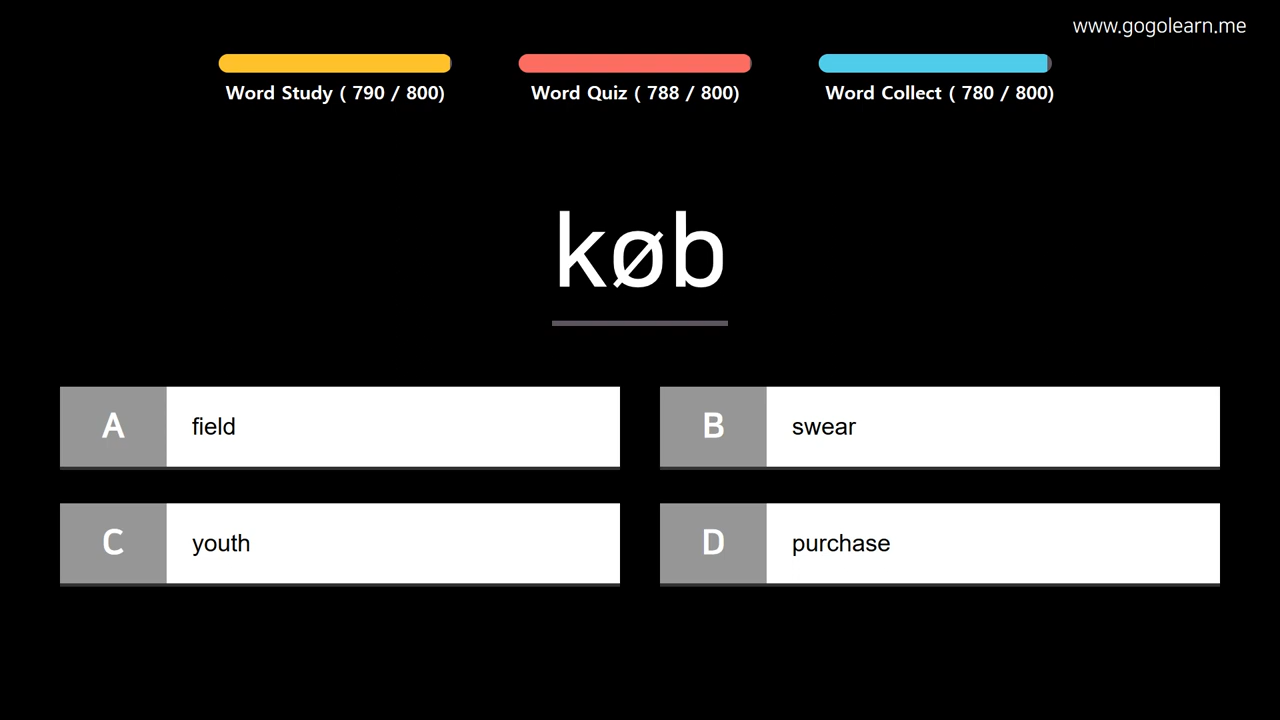 www.gogolearn.me
Word Study ( 790 / 800)
Word Quiz ( 788 / 800)
Word Collect ( 780 / 800)
køb
A field
B swear
C youth
D purchase